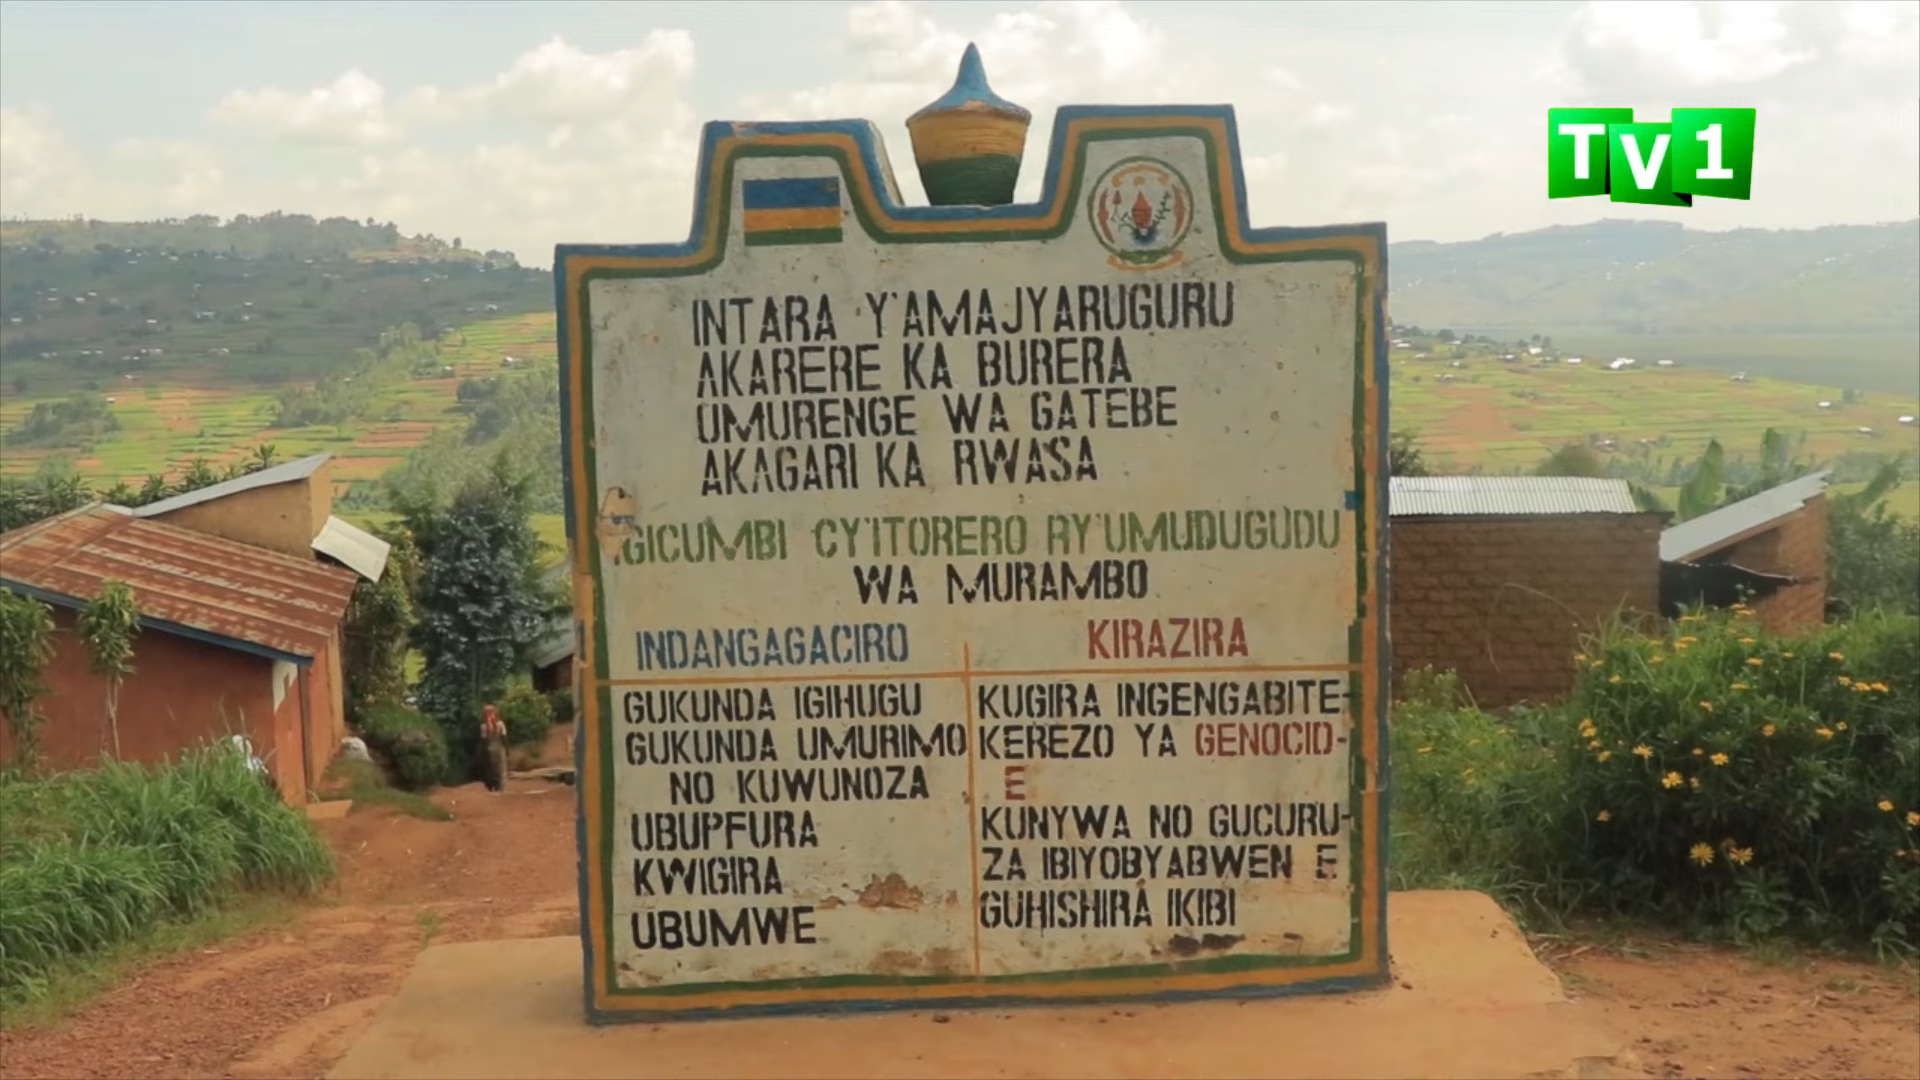 TV1
INTARA Y'AMAJYARUGURU
AKARERE KA BURERA
UMURENGE WA GATEBE
AKAGARI KA RWASA
IGICUMBI CY'ITORERO RY'UMUDUGUDU
WA MURAMBO
INDANGAGACIRO
GUKUNDA IGIHUGU
GUKUNDA UMURIMO
NO KUWUNOZA
UBUPFURA
KWIGIRA
UBUMWE
KIRAZIRA
KUGIRA INGENGABITE-
KEREZO YA GENOCID-
E
KUNYWA NO GUCURU-
ZA IBIYOBYABWENE
GUHISHIRA IKIBI